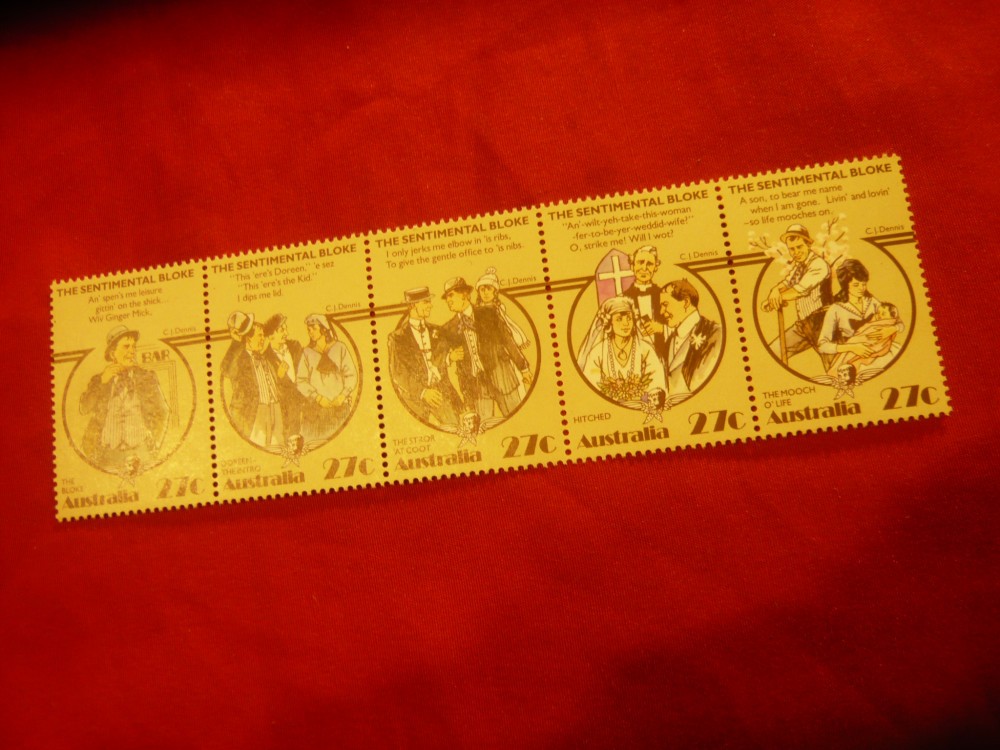 THE SENTIMENTAL BLOKE
An' spen's me leisure
gittin' on the shick...
Wiv Ginger Mick.
C.J. Dennis
BAR
THE
BLOKE
Australia 27c
THE SENTIMENTAL BLOKE
"This 'ere's Doreen," 'e sez
"This 'ere's the Kid."
I dips me lid.
C.J. Dennis
THE INTRO
Australia 27c
THE SENTIMENTAL BLOKE
I only jerks me elbow in 'is ribs,
To give the gentle office to 'is nibs.
C.J. Dennis
THE STROR
'AT COOT
Australia 27c
THE SENTIMENTAL BLOKE
"An'-wilt-yeh-take-this-woman
-fer-to-be-yer-weddid-wife?"
O, strike me! Will I wot?
C.J. Dennis
HITCHED
Australia 27c
THE SENTIMENTAL BLOKE
A son, to bear me name
when I am gone. Livin' and lovin'
–so life mooches on.
C.J. Dennis
THE MOOCH
O' LIFE
Australia 27c